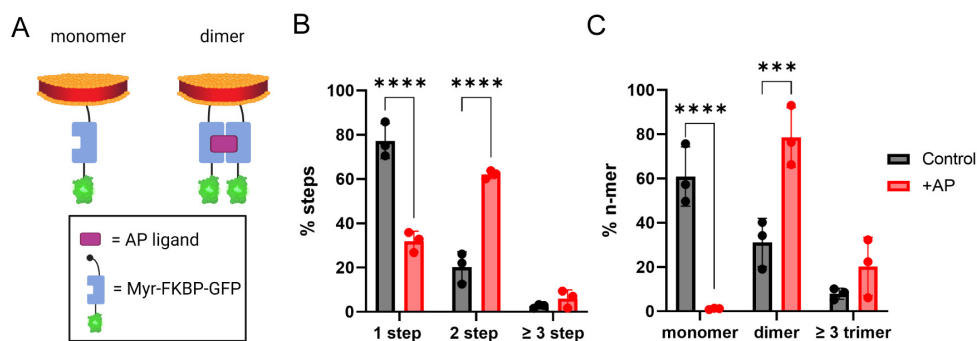 A
monomer
dimer
= AP ligand
= Myr-FKBP-GFP
B
% steps
80
60
40
20
0
****
****
1 step
2 step
≥ 3 step
C
% n-mer
100
80
60
40
20
0
****
***
monomer
dimer
≥ 3 trimer
Control
+AP